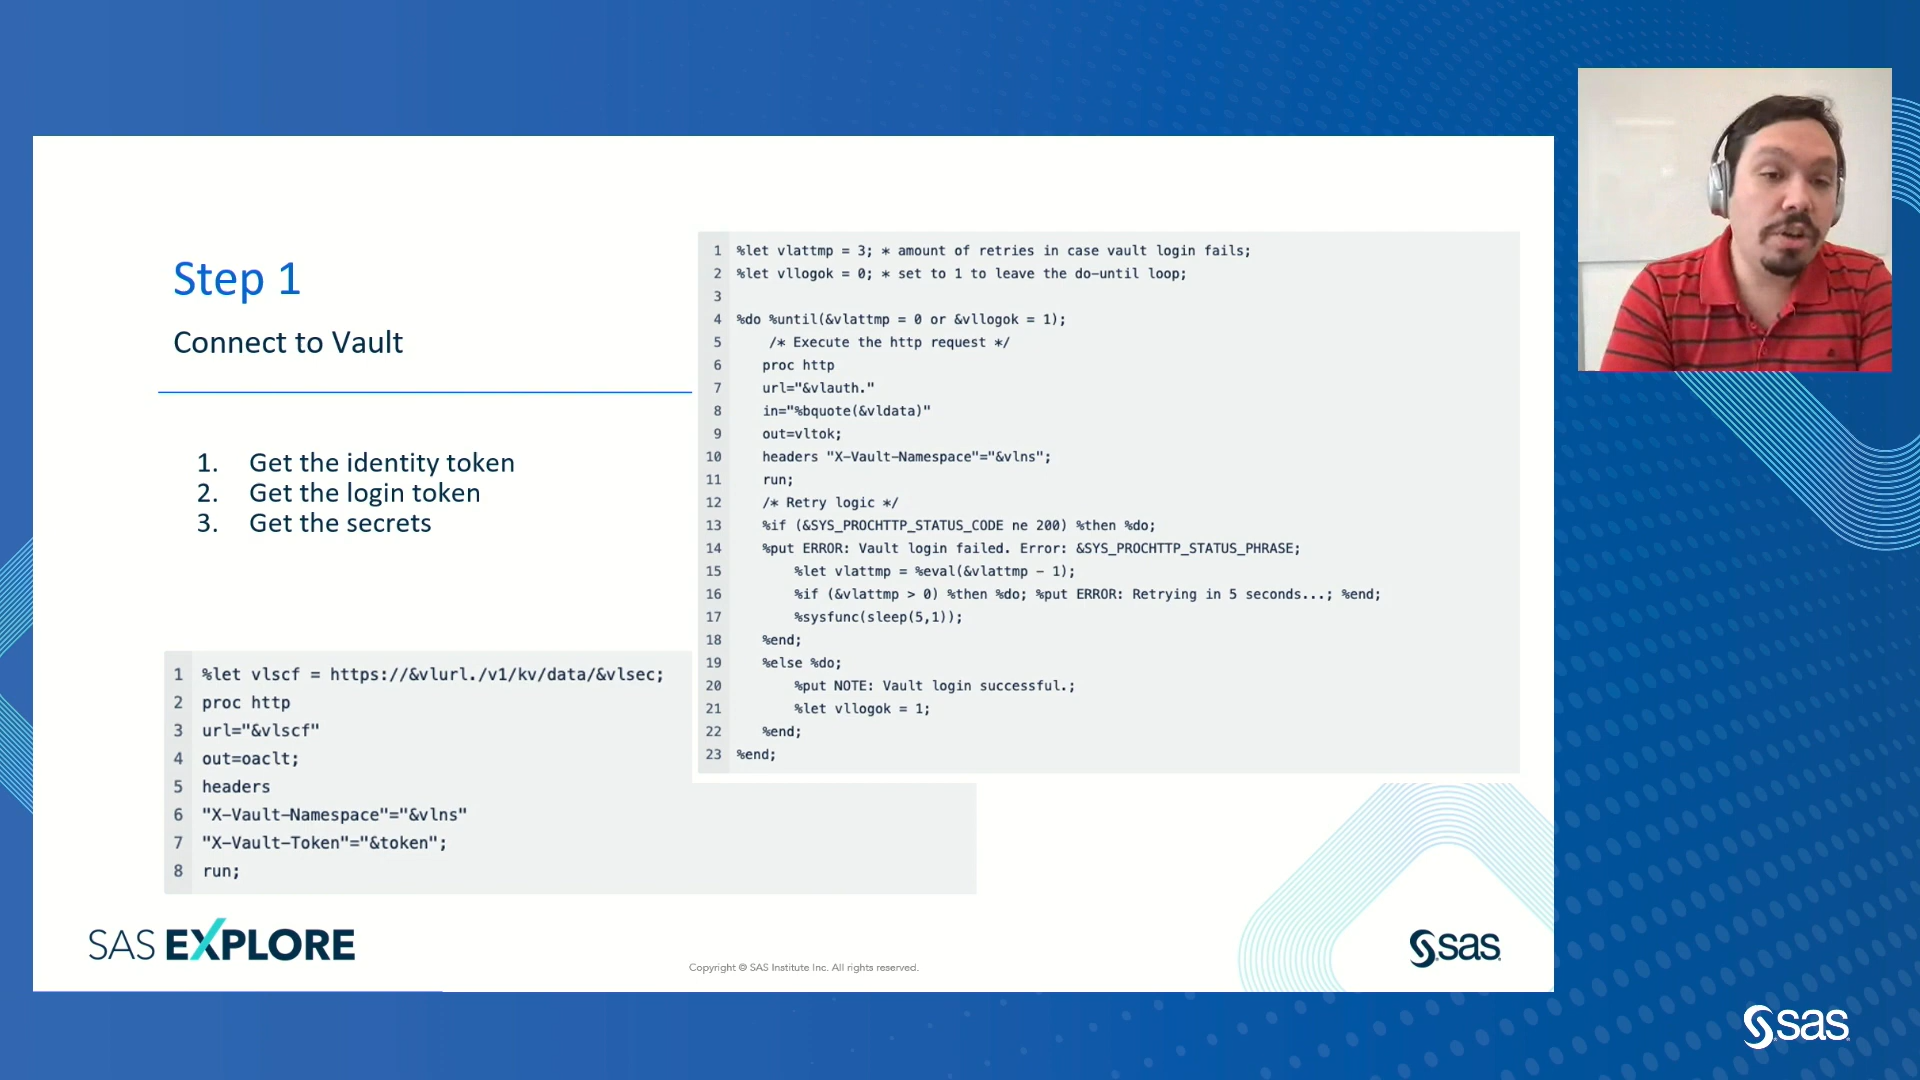 Step 1
Connect to Vault
1. Get the identity token
2. Get the login token
3. Get the secrets
1 %let vlattmp = 3; * amount of retries in case vault login fails;
2 %let vllogok = 0; * set to 1 to leave the do-until loop;
3
4 %do %until(&vlattmp = 0 or &vllogok = 1);
5 /* Execute the http request */
6 proc http
7 url="&vlauth."
8 in="%bquote(&vldata)"
9 out=vltok;
10 headers "X-Vault-Namespace"="&vlns";
11 run;
12 /* Retry logic */
13 %if (&SYS_PROCHTTP_STATUS_CODE ne 200) %then %do;
14 %put ERROR: Vault login failed. Error: &SYS_PROCHTTP_STATUS_PHRASE;
15 %let vlattmp = %eval(&vlattmp - 1);
16 %if (&vlattmp > 0) %then %do; %put ERROR: Retrying in 5 seconds...; %end;
17 %sysfunc(sleep(5,1));
18 %end;
19 %else %do;
20 %put NOTE: Vault login successful.;
21 %let vllogok = 1;
22 %end;
23 %end;
1 %let vlscf = https://&vlurl./v1/kv/data/&vlsec;
2 proc http
3 url="&vlscf"
4 out=oaclt;
5 headers
6 "X-Vault-Namespace"="&vlns"
7 "X-Vault-Token"="&token";
8 run;
SAS EXPLORE
Copyright © SAS Institute Inc. All rights reserved.
sas
sas